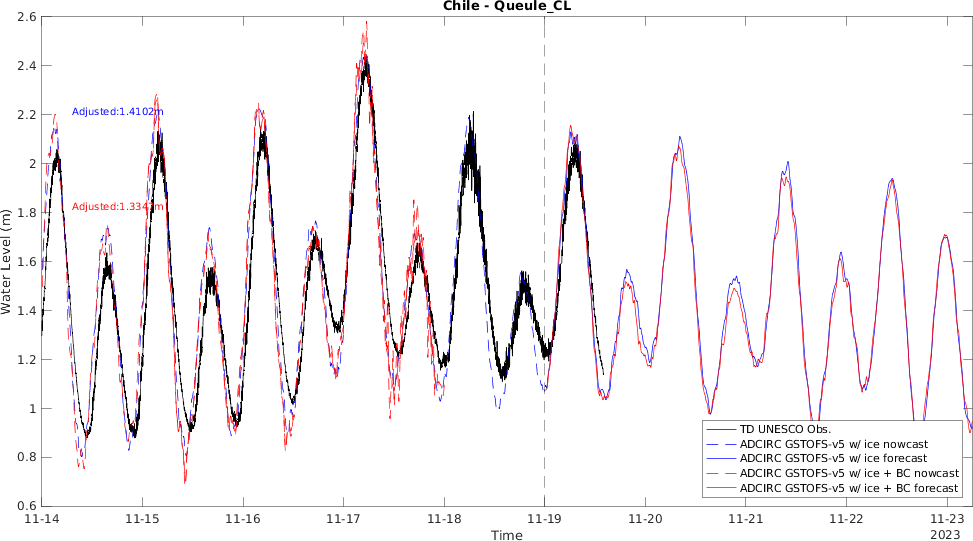 Chile - Queule_CL
2.6
2.4
2.2
2
1.8
1.6
1.4
1.2
1
0.8
0.6
Water Level (m)
Adjusted:1.4102m
Adjusted:1.3347m
TD UNESCO Obs.
ADCIRC GSTOFS-v5 w/ ice nowcast
ADCIRC GSTOFS-v5 w/ ice forecast
ADCIRC GSTOFS-v5 w/ ice + BC nowcast
ADCIRC GSTOFS-v5 w/ ice + BC forecast
11-14 11-15 11-16 11-17 11-18 11-19 11-20 11-21 11-22 11-23
Time
2023